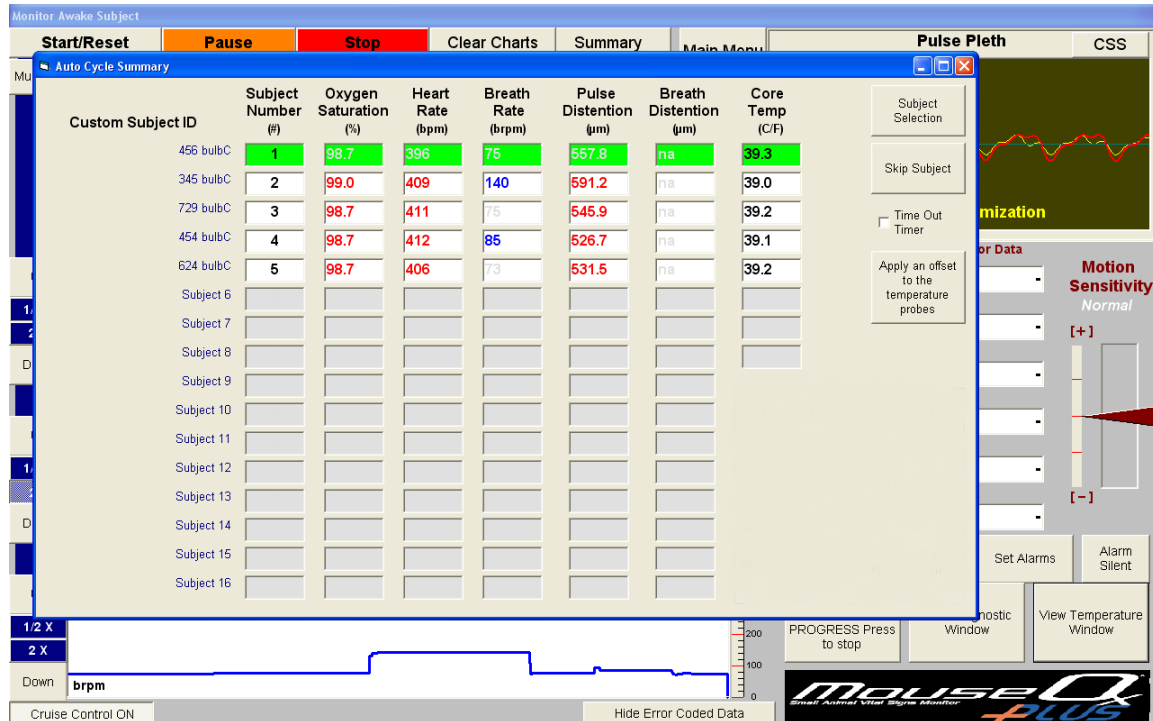 Monitor Awake Subject
Start/Reset Pause Stop Clear Charts Summary Main Menu Pulse Pleth CSS
Auto Cycle Summary
Mu
Custom Subject ID
Subject Number (#)
Oxygen Saturation (%)
Heart Rate (bpm)
Breath Rate (brpm)
Pulse Distention (µm)
Breath Distention (µm)
Core Temp (C/F)
456 bulbC 1 98.7 396 75 557.8 na 39.3
345 bulbC 2 99.0 409 140 591.2 na 39.0
729 bulbC 3 98.7 411 75 545.9 na 39.2
454 bulbC 4 98.7 412 85 526.7 na 39.1
624 bulbC 5 98.7 406 73 531.5 na 39.2
Subject 6
Subject 7
Subject 8
Subject 9
Subject 10
Subject 11
Subject 12
Subject 13
Subject 14
Subject 15
Subject 16
Subject
Selection
Skip Subject
Time Out
Timer
Apply an offset
to the
temperature
probes
mization
or Data
-
-
-
-
-
-
Motion
Sensitivity
Normal
[+]
[-]
Set Alarms
Alarm
Silent
PROGRESS Press
to stop
nostic
Window
View Temperature
Window
1/2 X
2 X
Down
brpm
200
100
0
Cruise Control ON
Hide Error Coded Data
MouseOx
PLUS
Small Animal Vital Signs Monitor